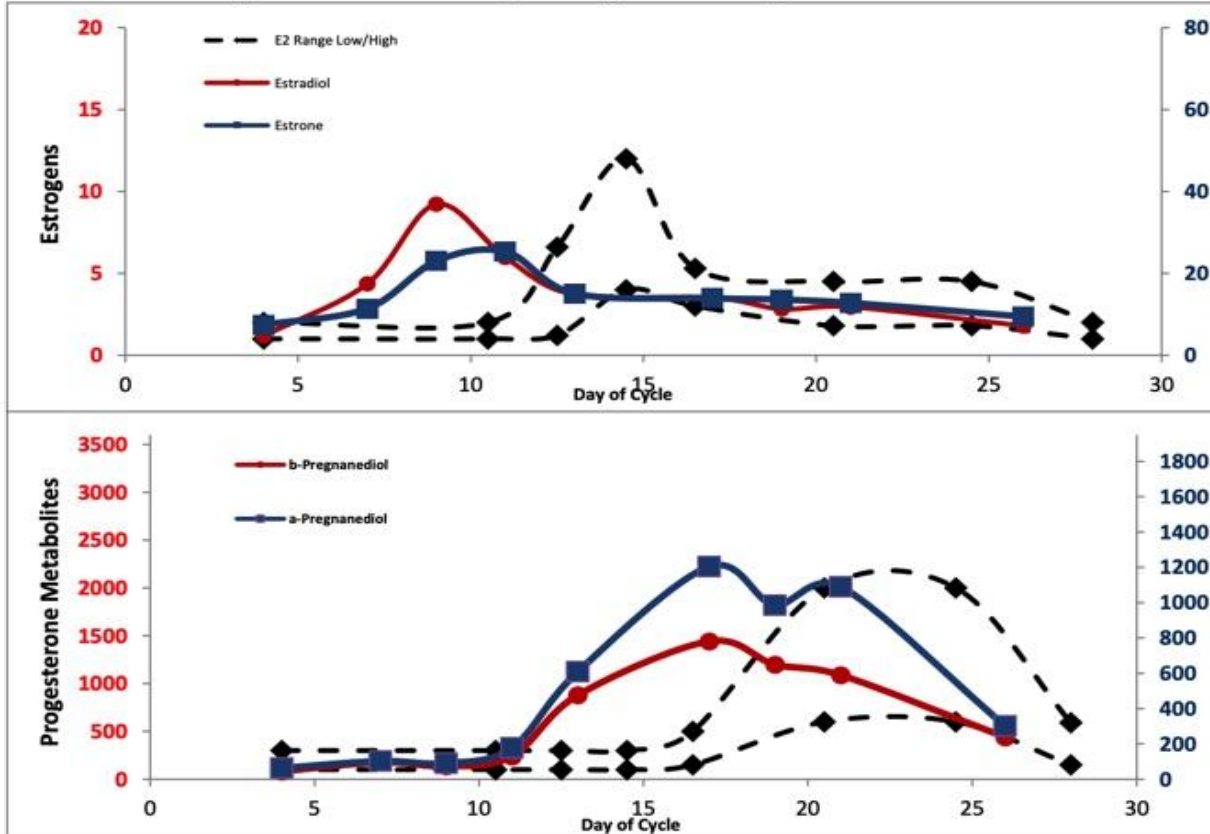 20
15
10
5
0
Estrogens
E2 Range Low/High
Estradiol
Estrone
80
60
40
20
0
0 5 10 15 20 25 30
Day of Cycle
3500
3000
2500
2000
1500
1000
500
0
Progesterone Metabolites
b-Pregnanediol
a-Pregnanediol
1800
1600
1400
1200
1000
800
600
400
200
0
0 5 10 15 20 25 30
Day of Cycle